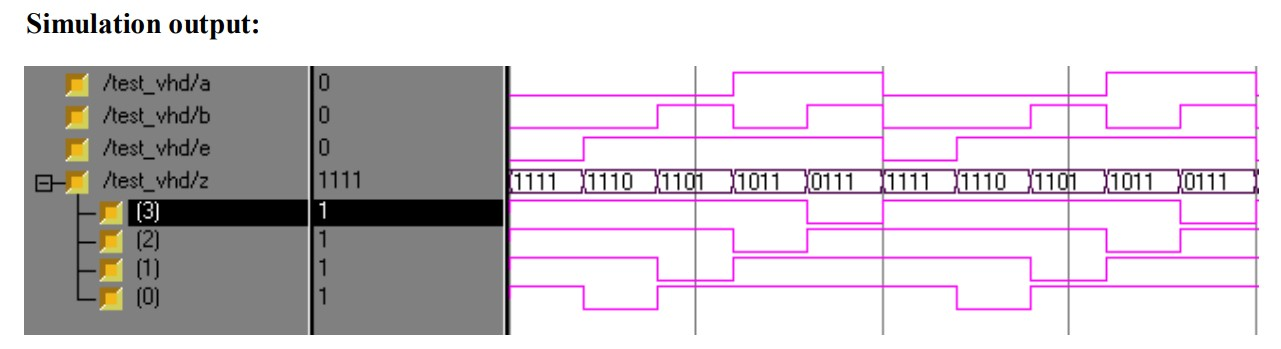 Simulation output:
/test_vhd/a 0
/test_vhd/b 0
/test_vhd/e 0
/test_vhd/z 1111 1111 1110 1101 1011 0111 1111 1110 1101 1011 0111
(3) 1
(2) 1
(1) 1
(0) 1